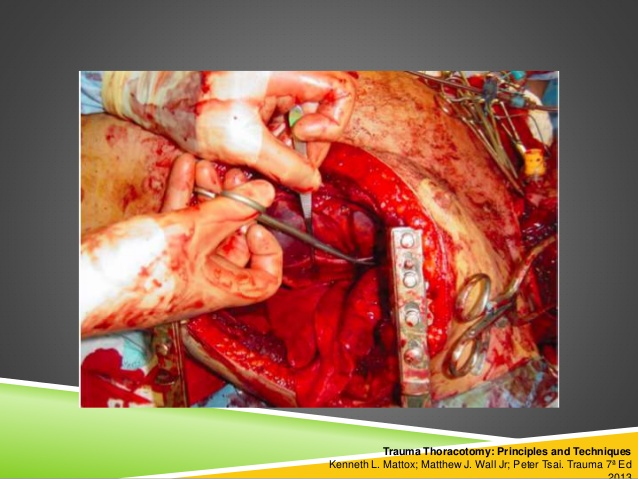 Trauma Thoracotomy: Principles and Techniques
Kenneth L. Mattox; Matthew J. Wall Jr; Peter Tsai. Trauma 7ª Ed
2013